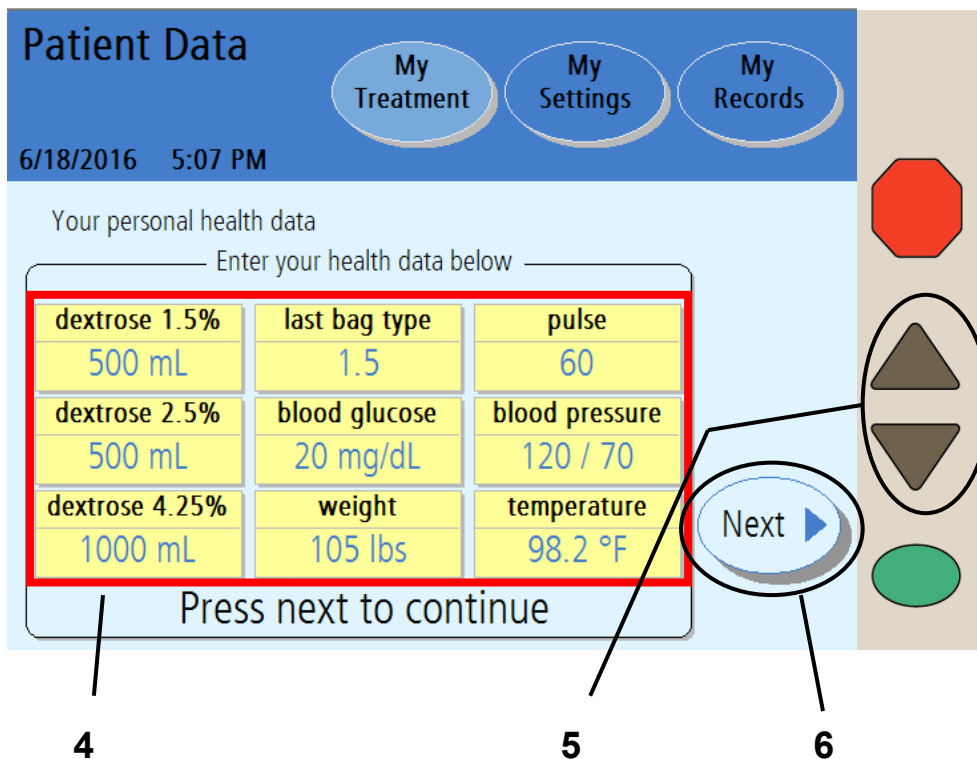 Patient Data
My
Treatment
My
Settings
My
Records
6/18/2016 5:07 PM
Your personal health data
Enter your health data below
dextrose 1.5% last bag type pulse
500 mL 1.5 60
dextrose 2.5% blood glucose blood pressure
500 mL 20 mg/dL 120 / 70
dextrose 4.25% weight temperature
1000 mL 105 lbs 98.2 °F
Next
Press next to continue
4 5 6